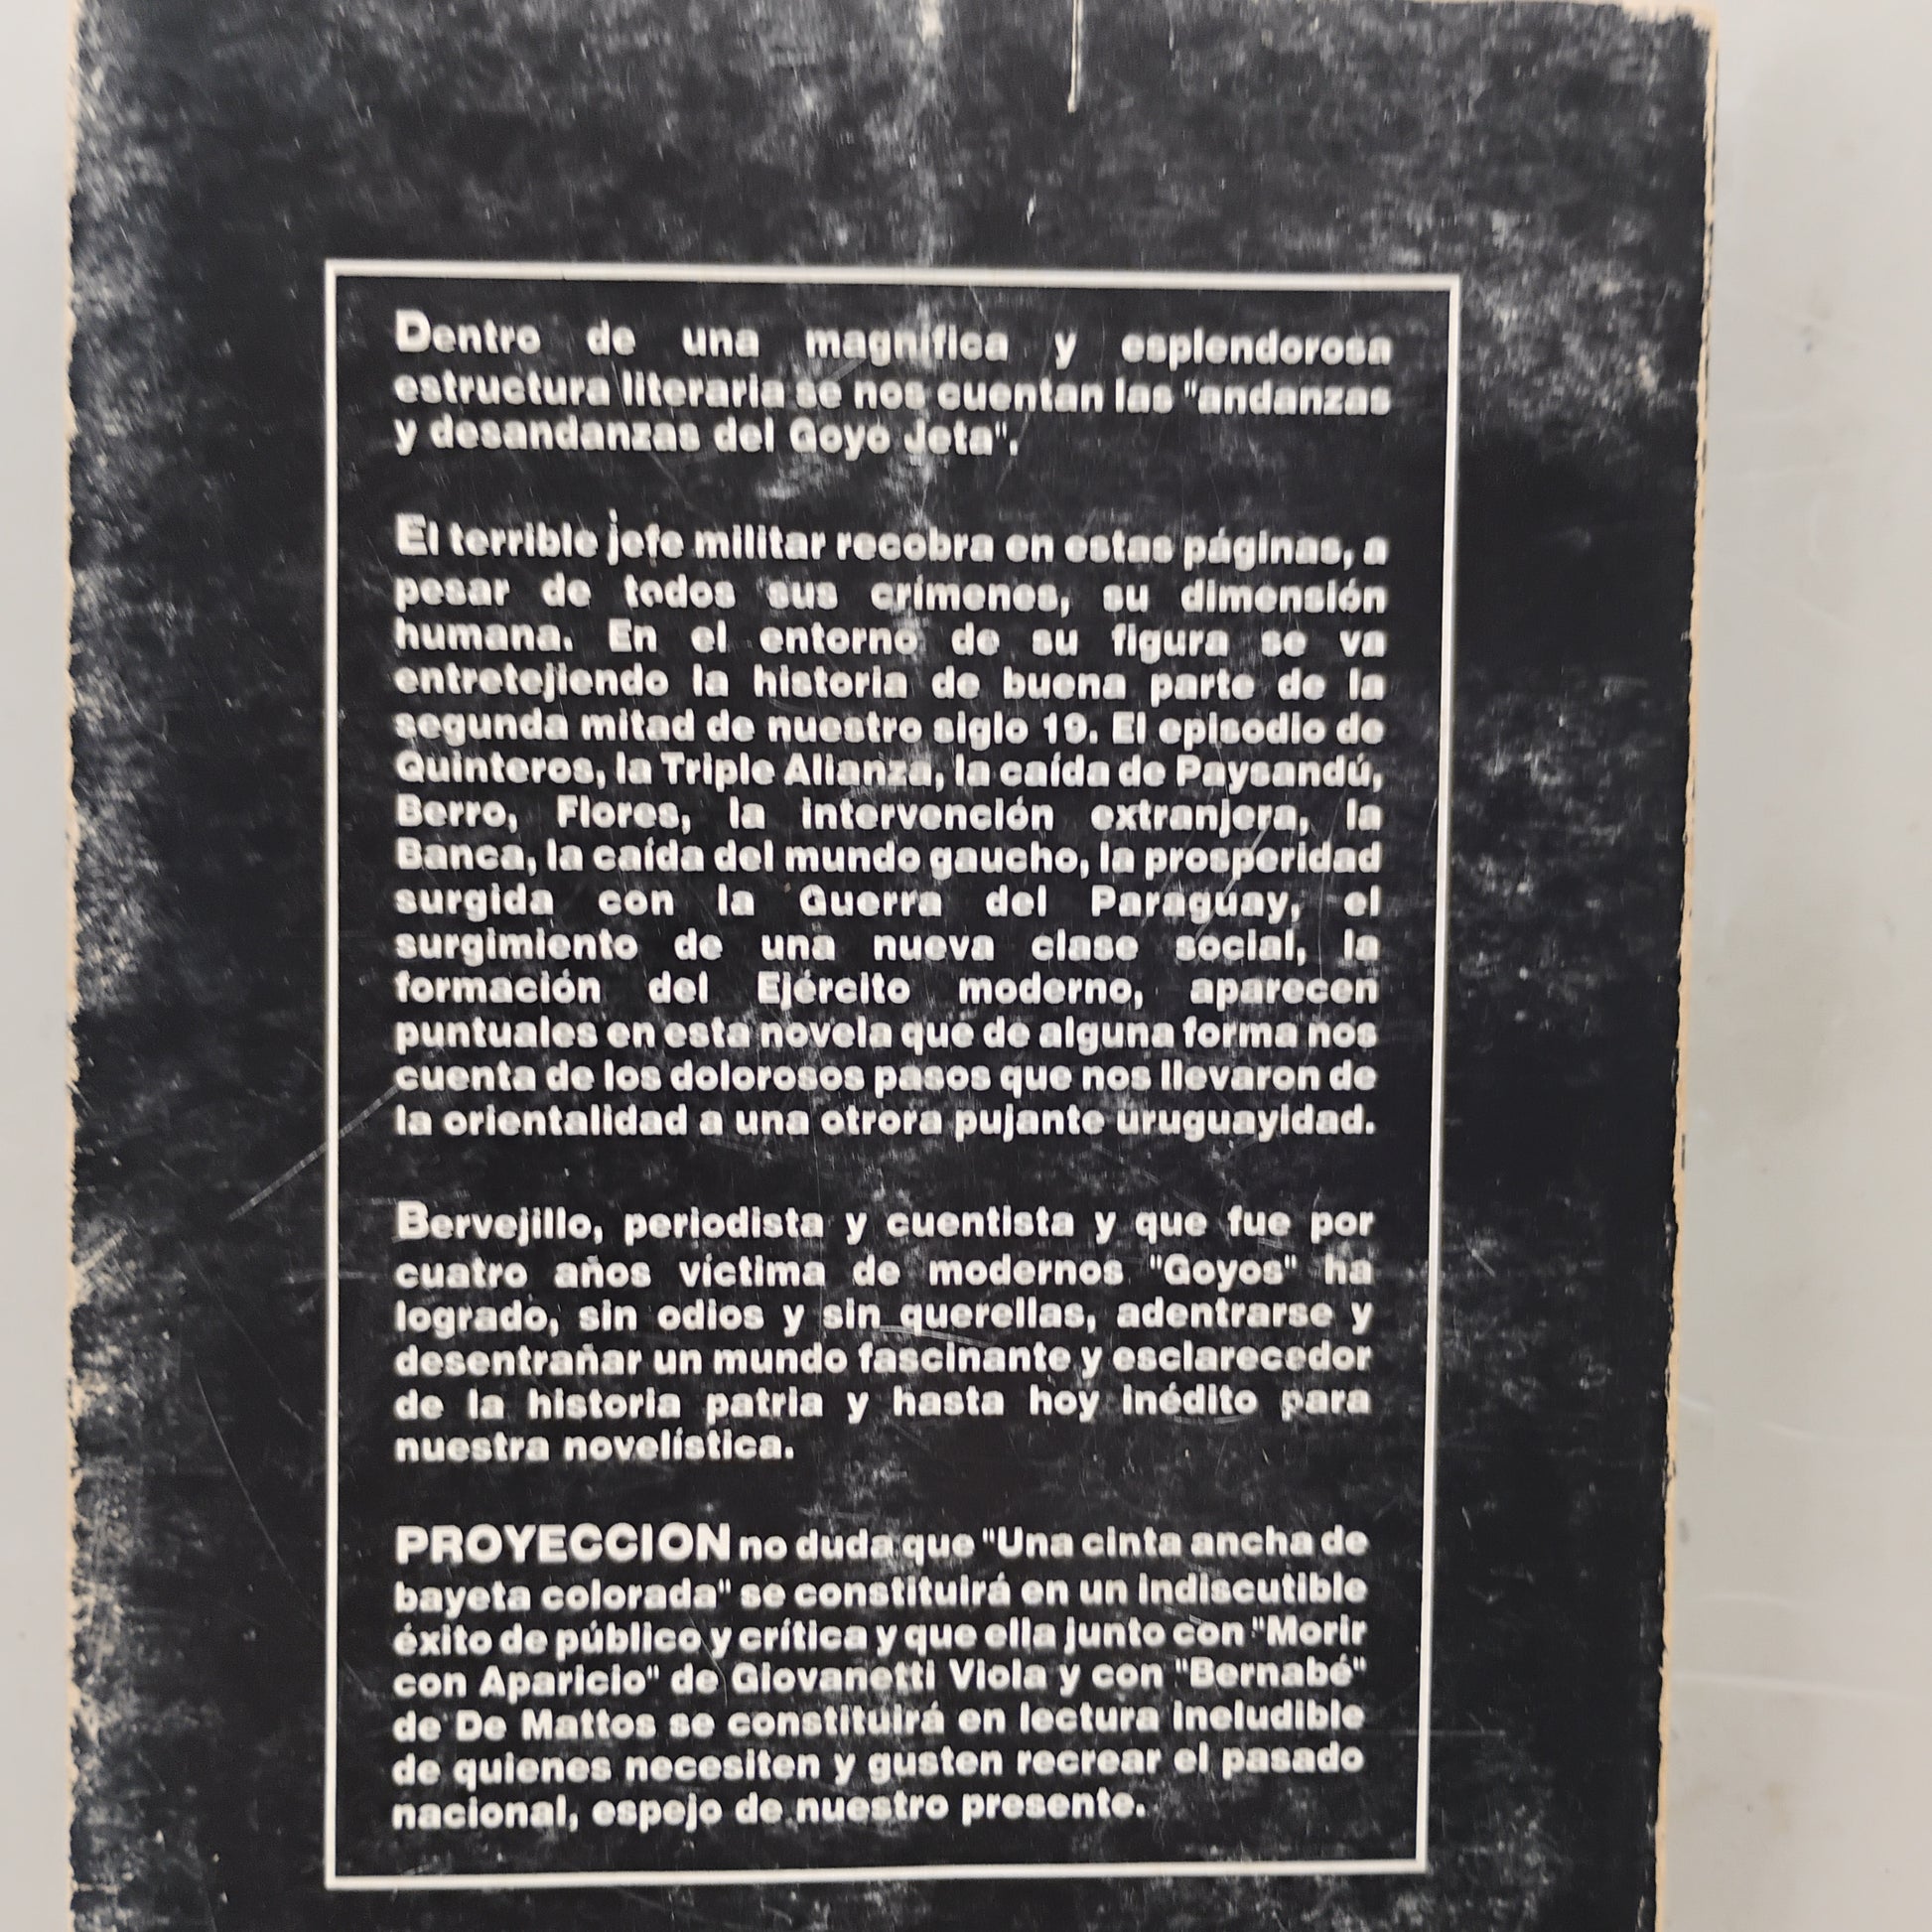 Dentro de una magnífica y esplendorosa
estructura literaria se nos cuentan las "andanzas
y desandanzas del Goyo Jeta".
El terrible jefe militar recobra en estas páginas, a
pesar de todos sus crímenes, su dimensión
humana. En el entorno de su figura se va
entretejiendo la historia de buena parte de la
segunda mitad de nuestro siglo 19. El episodio de
Quinteros, la Triple Alianza, la caída de Paysandú,
Berro, Flores, la intervención extranjera, la
Banca, la caída del mundo gaucho, la prosperidad
surgida con la Guerra del Paraguay, el
surgimiento de una nueva clase social, la
formación del Ejército moderno, aparecen
puntuales en esta novela que de alguna forma nos
cuenta de los dolorosos pasos que nos llevaron de
la orientalidad a una otrora pujante uruguayidad.
Bervejillo, periodista y cuentista y que fue por
cuatro años víctima de modernos "Goyos" ha
logrado, sin odios y sin querellas, adentrarse y
desentrañar un mundo fascinante y esclarecedor
de la historia patria y hasta hoy inédito para
nuestra novelística.
PROYECCION no duda que "Una cinta ancha de
bayeta colorada" se constituirá en un indiscutible
éxito de público y crítica y que ella junto con "Morir
con Aparicio" de Giovanetti Viola y con "Bernabé"
de De Mattos se constituirá en lectura ineludible
de quienes necesiten y gusten recrear el pasado
nacional, espejo de nuestro presente.